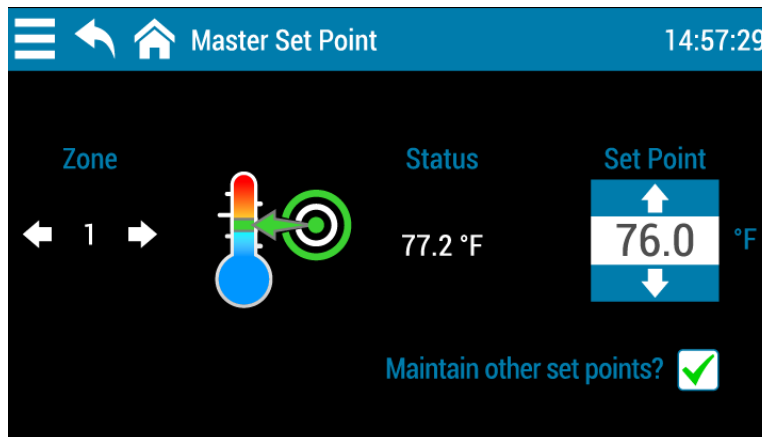 Master Set Point 14:57:29
Zone Status Set Point
1 77.2 °F 76.0 °F
Maintain other set points?